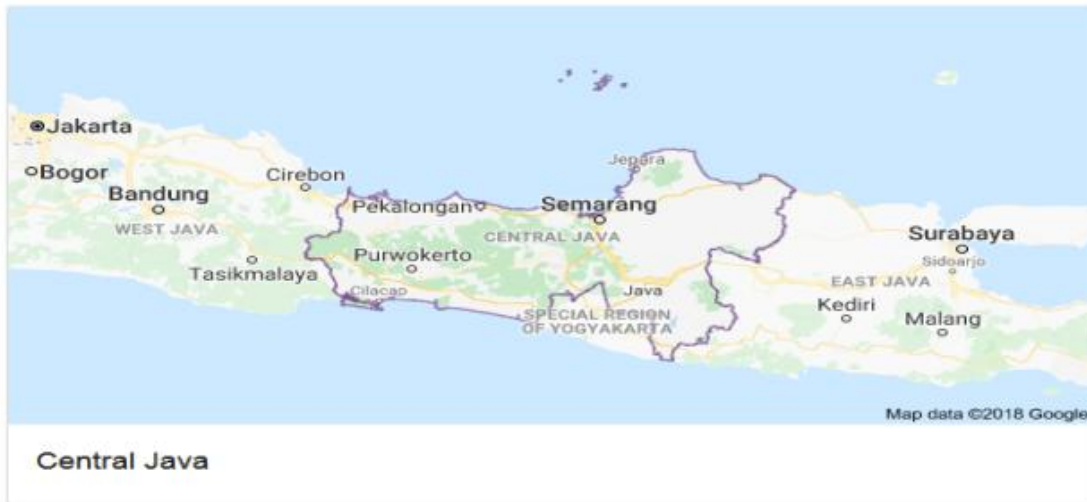 Jakarta
Bogor
Bandung
WEST JAVA
Cirebon
Tasikmalaya
Jepara
Pekalongan
Semarang
CENTRAL JAVA
Purwokerto
Cilacap
Java
SPECIAL REGION
OF YOGYAKARTA
Surabaya
Sidoarjo
EAST JAVA
Kediri
Malang
Map data ©2018 Google
Central Java